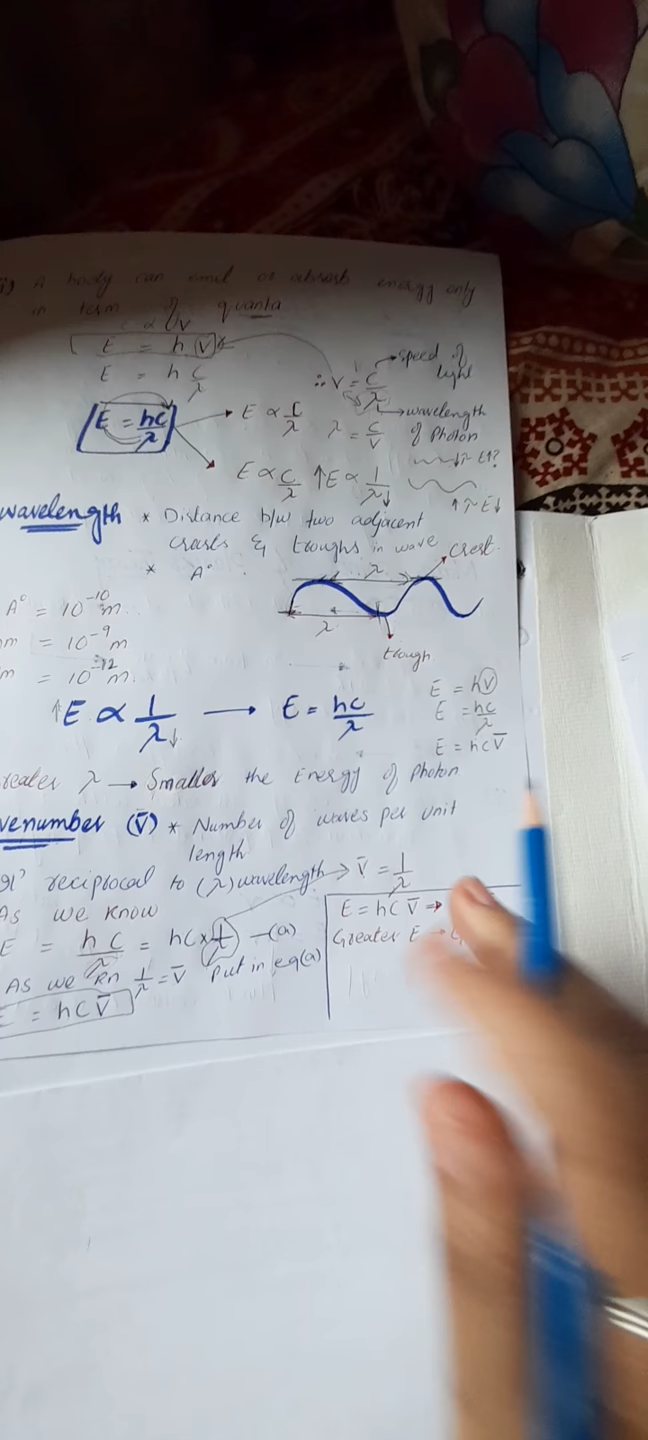 A body can emit or absorb energy only
in term of quanta
E = hν
E = h c/λ
∴ ν = c/λ → speed of light
→ wavelength of Photon
λ = c/ν
E = hc/λ
E ∝ c/λ
E ∝ c/λ ↑E ∝ 1/λ↓
↓λ E↑?
↑λ E↓
wavelength * Distance b/w two adjacent
crests & troughs in wave
* A°
crest
λ
λ
trough
A° = 10⁻¹⁰ m
m = 10⁻⁹ m
m = 10⁻¹² m.
↑E ∝ 1/λ↓ → E = hc/λ
E = hν
E = hc/λ
E = hcν̄
reater λ → Smaller the Energy of Photon
venumber (ν̄) * Number of waves per unit
length
reciprocal to (λ) wavelength → ν̄ = 1/λ
As we know
E = hc/λ = hc × 1/λ —(a)
As we kn 1/λ = ν̄ Put in eq(a)
E = hcν̄
E = hcν̄ →
Greater E →